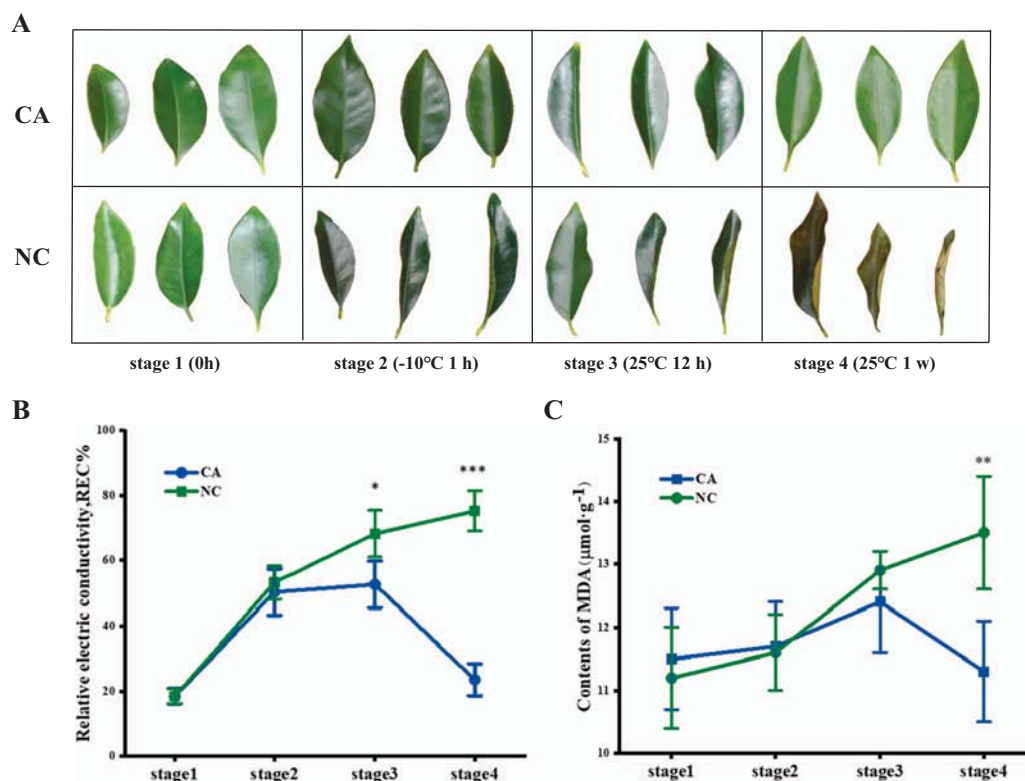 A
CA
NC
stage 1 (0h)
stage 2 (-10°C 1 h)
stage 3 (25°C 12 h)
stage 4 (25°C 1 w)
B
Relative electric conductivity,REC%
100
80
60
40
20
0
CA
NC
*
***
stage1
stage2
stage3
stage4
C
Contents of MDA (μmol·g⁻¹)
15
14
13
12
11
10
CA
NC
**
stage1
stage2
stage3
stage4